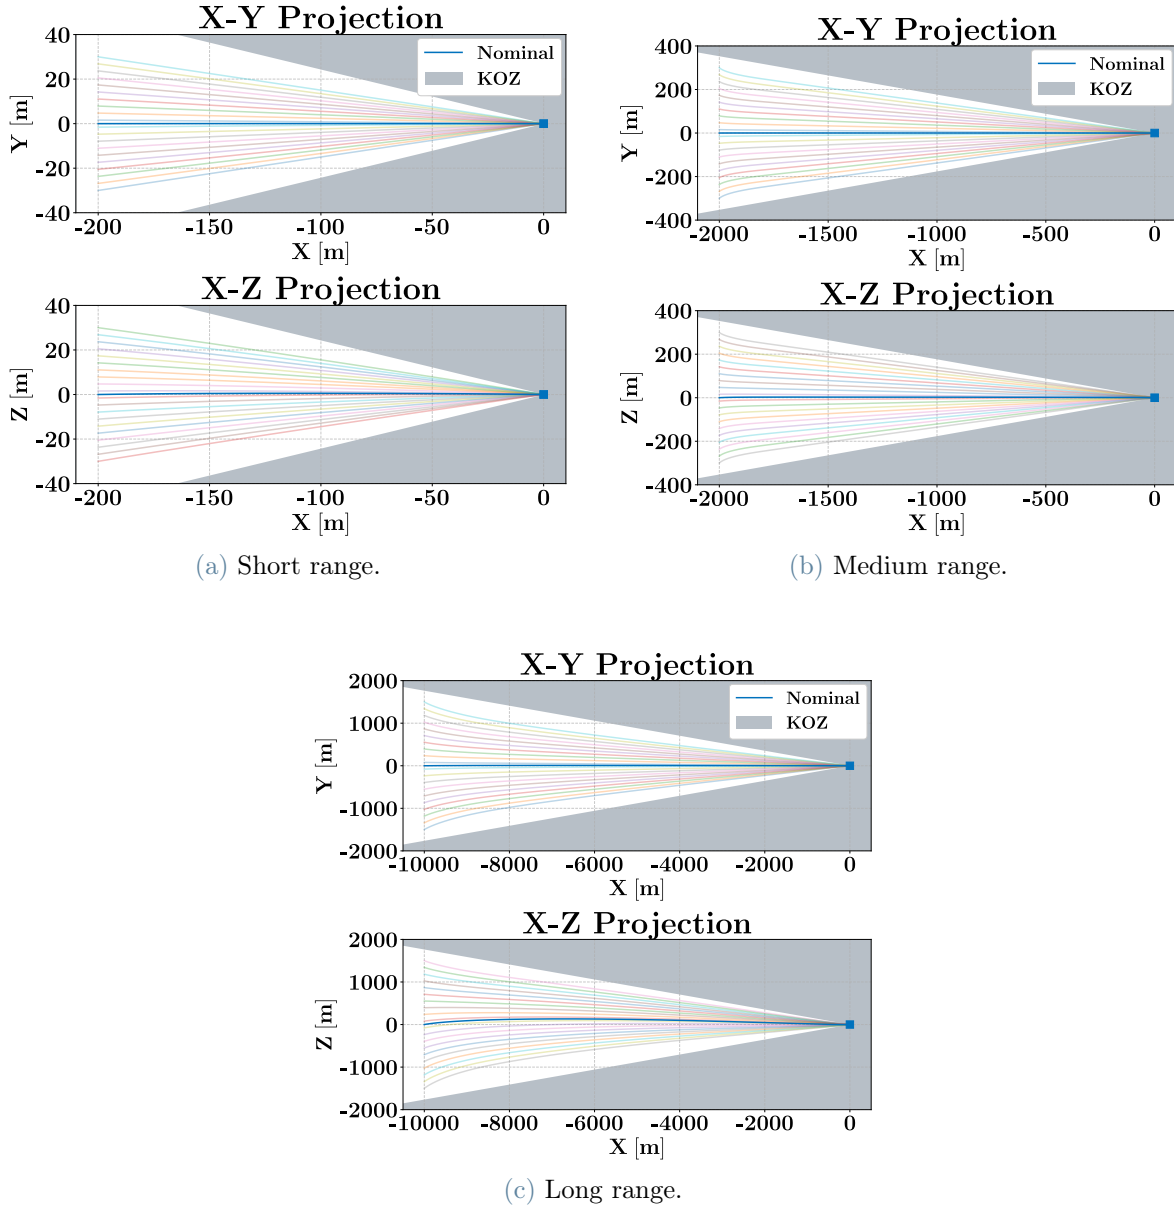 X-Y Projection
Nominal
KOZ
40
20
0
-20
-40
Y [m]
-200 -150 -100 -50 0
X [m]
X-Z Projection
40
20
0
-20
-40
Z [m]
-200 -150 -100 -50 0
X [m]
(a) Short range.
X-Y Projection
Nominal
KOZ
400
200
0
-200
-400
Y [m]
-2000 -1500 -1000 -500 0
X [m]
X-Z Projection
400
200
0
-200
-400
Z [m]
-2000 -1500 -1000 -500 0
X [m]
(b) Medium range.
X-Y Projection
Nominal
KOZ
2000
1000
0
-1000
-2000
Y [m]
-10000 -8000 -6000 -4000 -2000 0
X [m]
X-Z Projection
2000
1000
0
-1000
-2000
Z [m]
-10000 -8000 -6000 -4000 -2000 0
X [m]
(c) Long range.